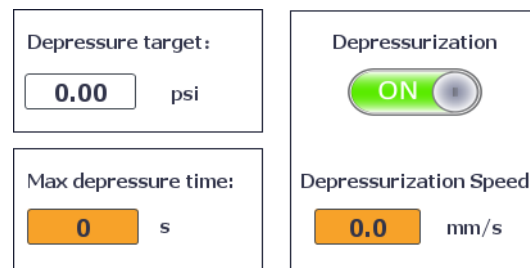 Depressure target:
0.00 psi
Max depressure time:
0 s
Depressurization
ON
Depressurization Speed
0.0 mm/s